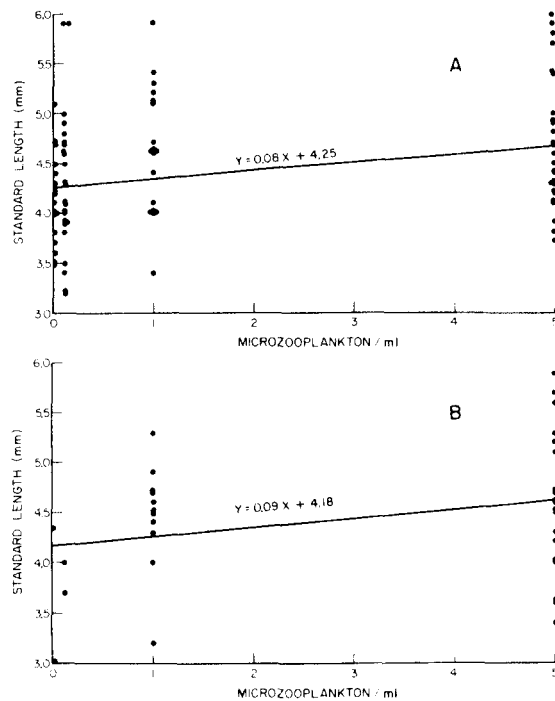 A
6.0
5.5
5.0
4.5
4.0
3.5
3.0
STANDARD LENGTH (mm)
Y = 0.08 X + 4.25
0 1 2 3 4 5
MICROZOOPLANKTON / ml
B
6.0
5.5
5.0
4.5
4.0
3.5
3.0
STANDARD LENGTH (mm)
Y = 0.09 X + 4.18
0 1 2 3 4 5
MICROZOOPLANKTON / ml